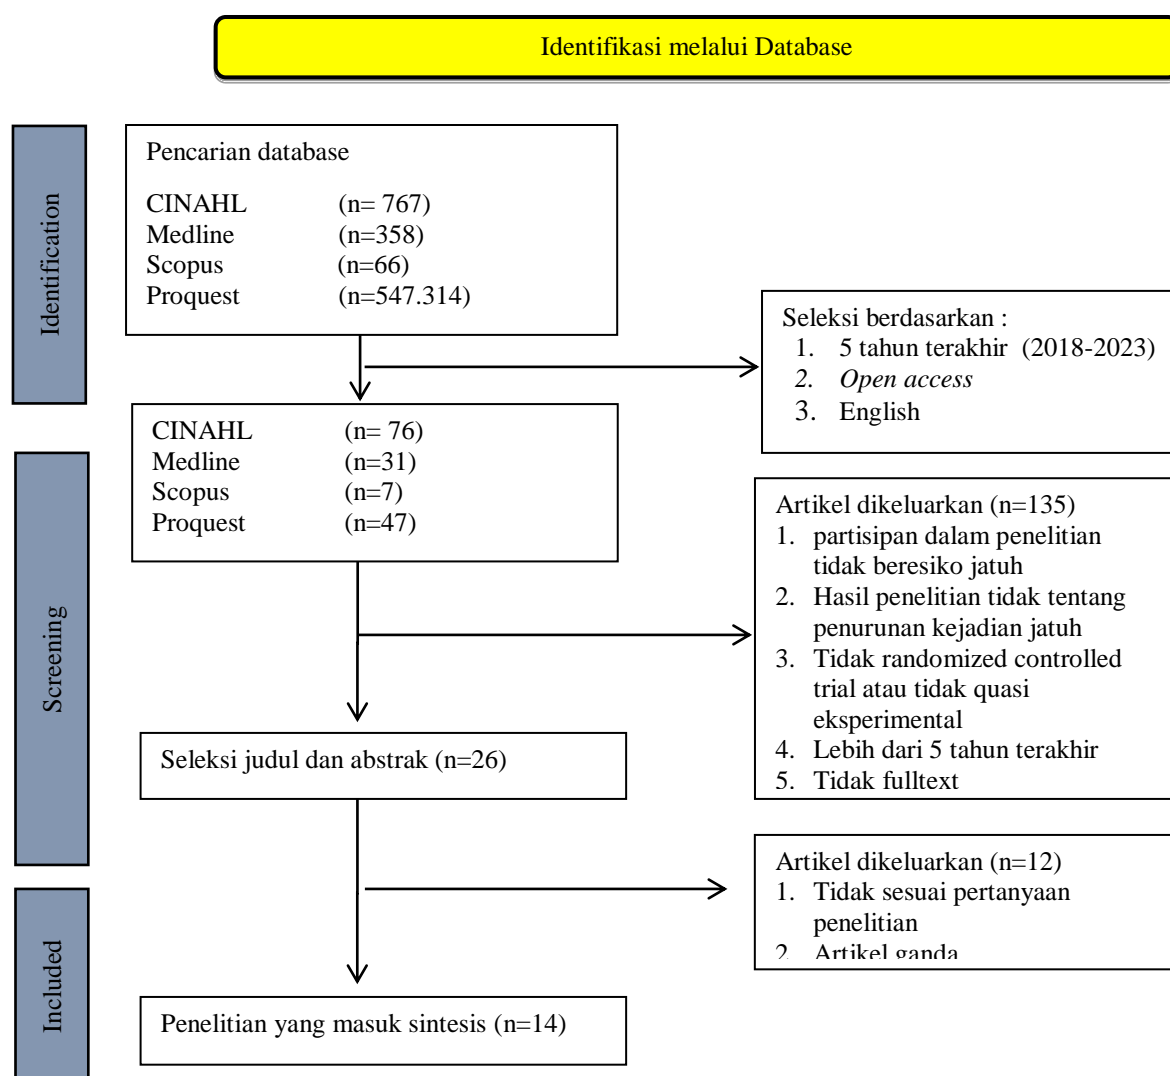 Identifikasi melalui Database
Identification
Pencarian database
CINAHL (n= 767)
Medline (n=358)
Scopus (n=66)
Proquest (n=547.314)
Seleksi berdasarkan :
1. 5 tahun terakhir (2018-2023)
2. Open access
3. English
CINAHL (n= 76)
Medline (n=31)
Scopus (n=7)
Proquest (n=47)
Screening
Artikel dikeluarkan (n=135)
1. partisipan dalam penelitian
tidak beresiko jatuh
2. Hasil penelitian tidak tentang
penurunan kejadian jatuh
3. Tidak randomized controlled
trial atau tidak quasi
eksperimental
4. Lebih dari 5 tahun terakhir
5. Tidak fulltext
Seleksi judul dan abstrak (n=26)
Artikel dikeluarkan (n=12)
1. Tidak sesuai pertanyaan
penelitian
2. Artikel ganda
Included
Penelitian yang masuk sintesis (n=14)